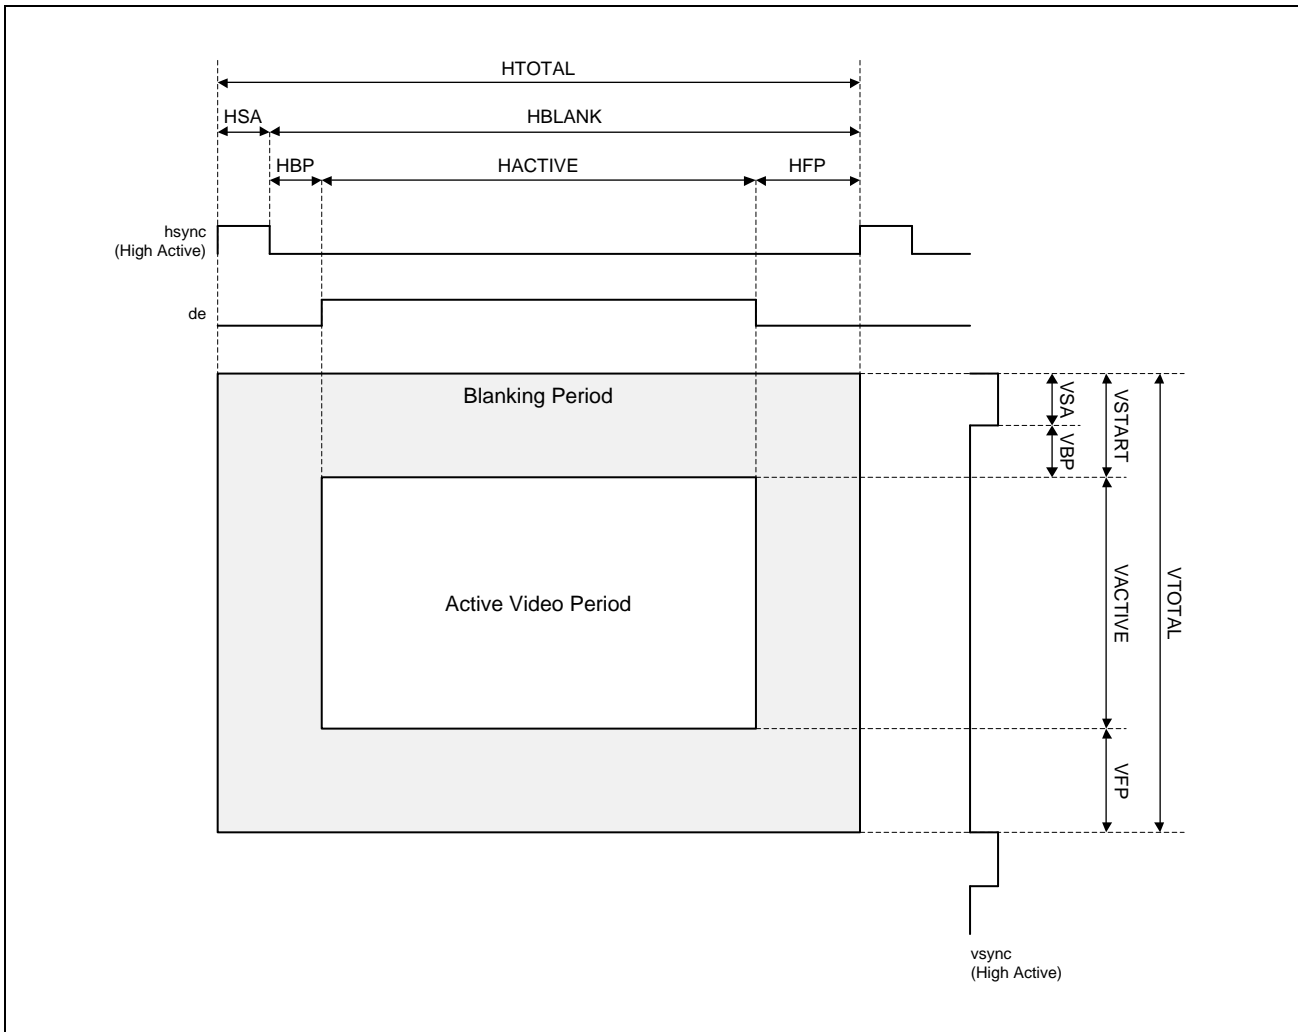 HTOTAL
HSA
HBLANK
HBP
HACTIVE
HFP
hsync
(High Active)
de
Blanking Period
VSA
VSTART
VBP
Active Video Period
VACTIVE
VTOTAL
VFP
vsync
(High Active)